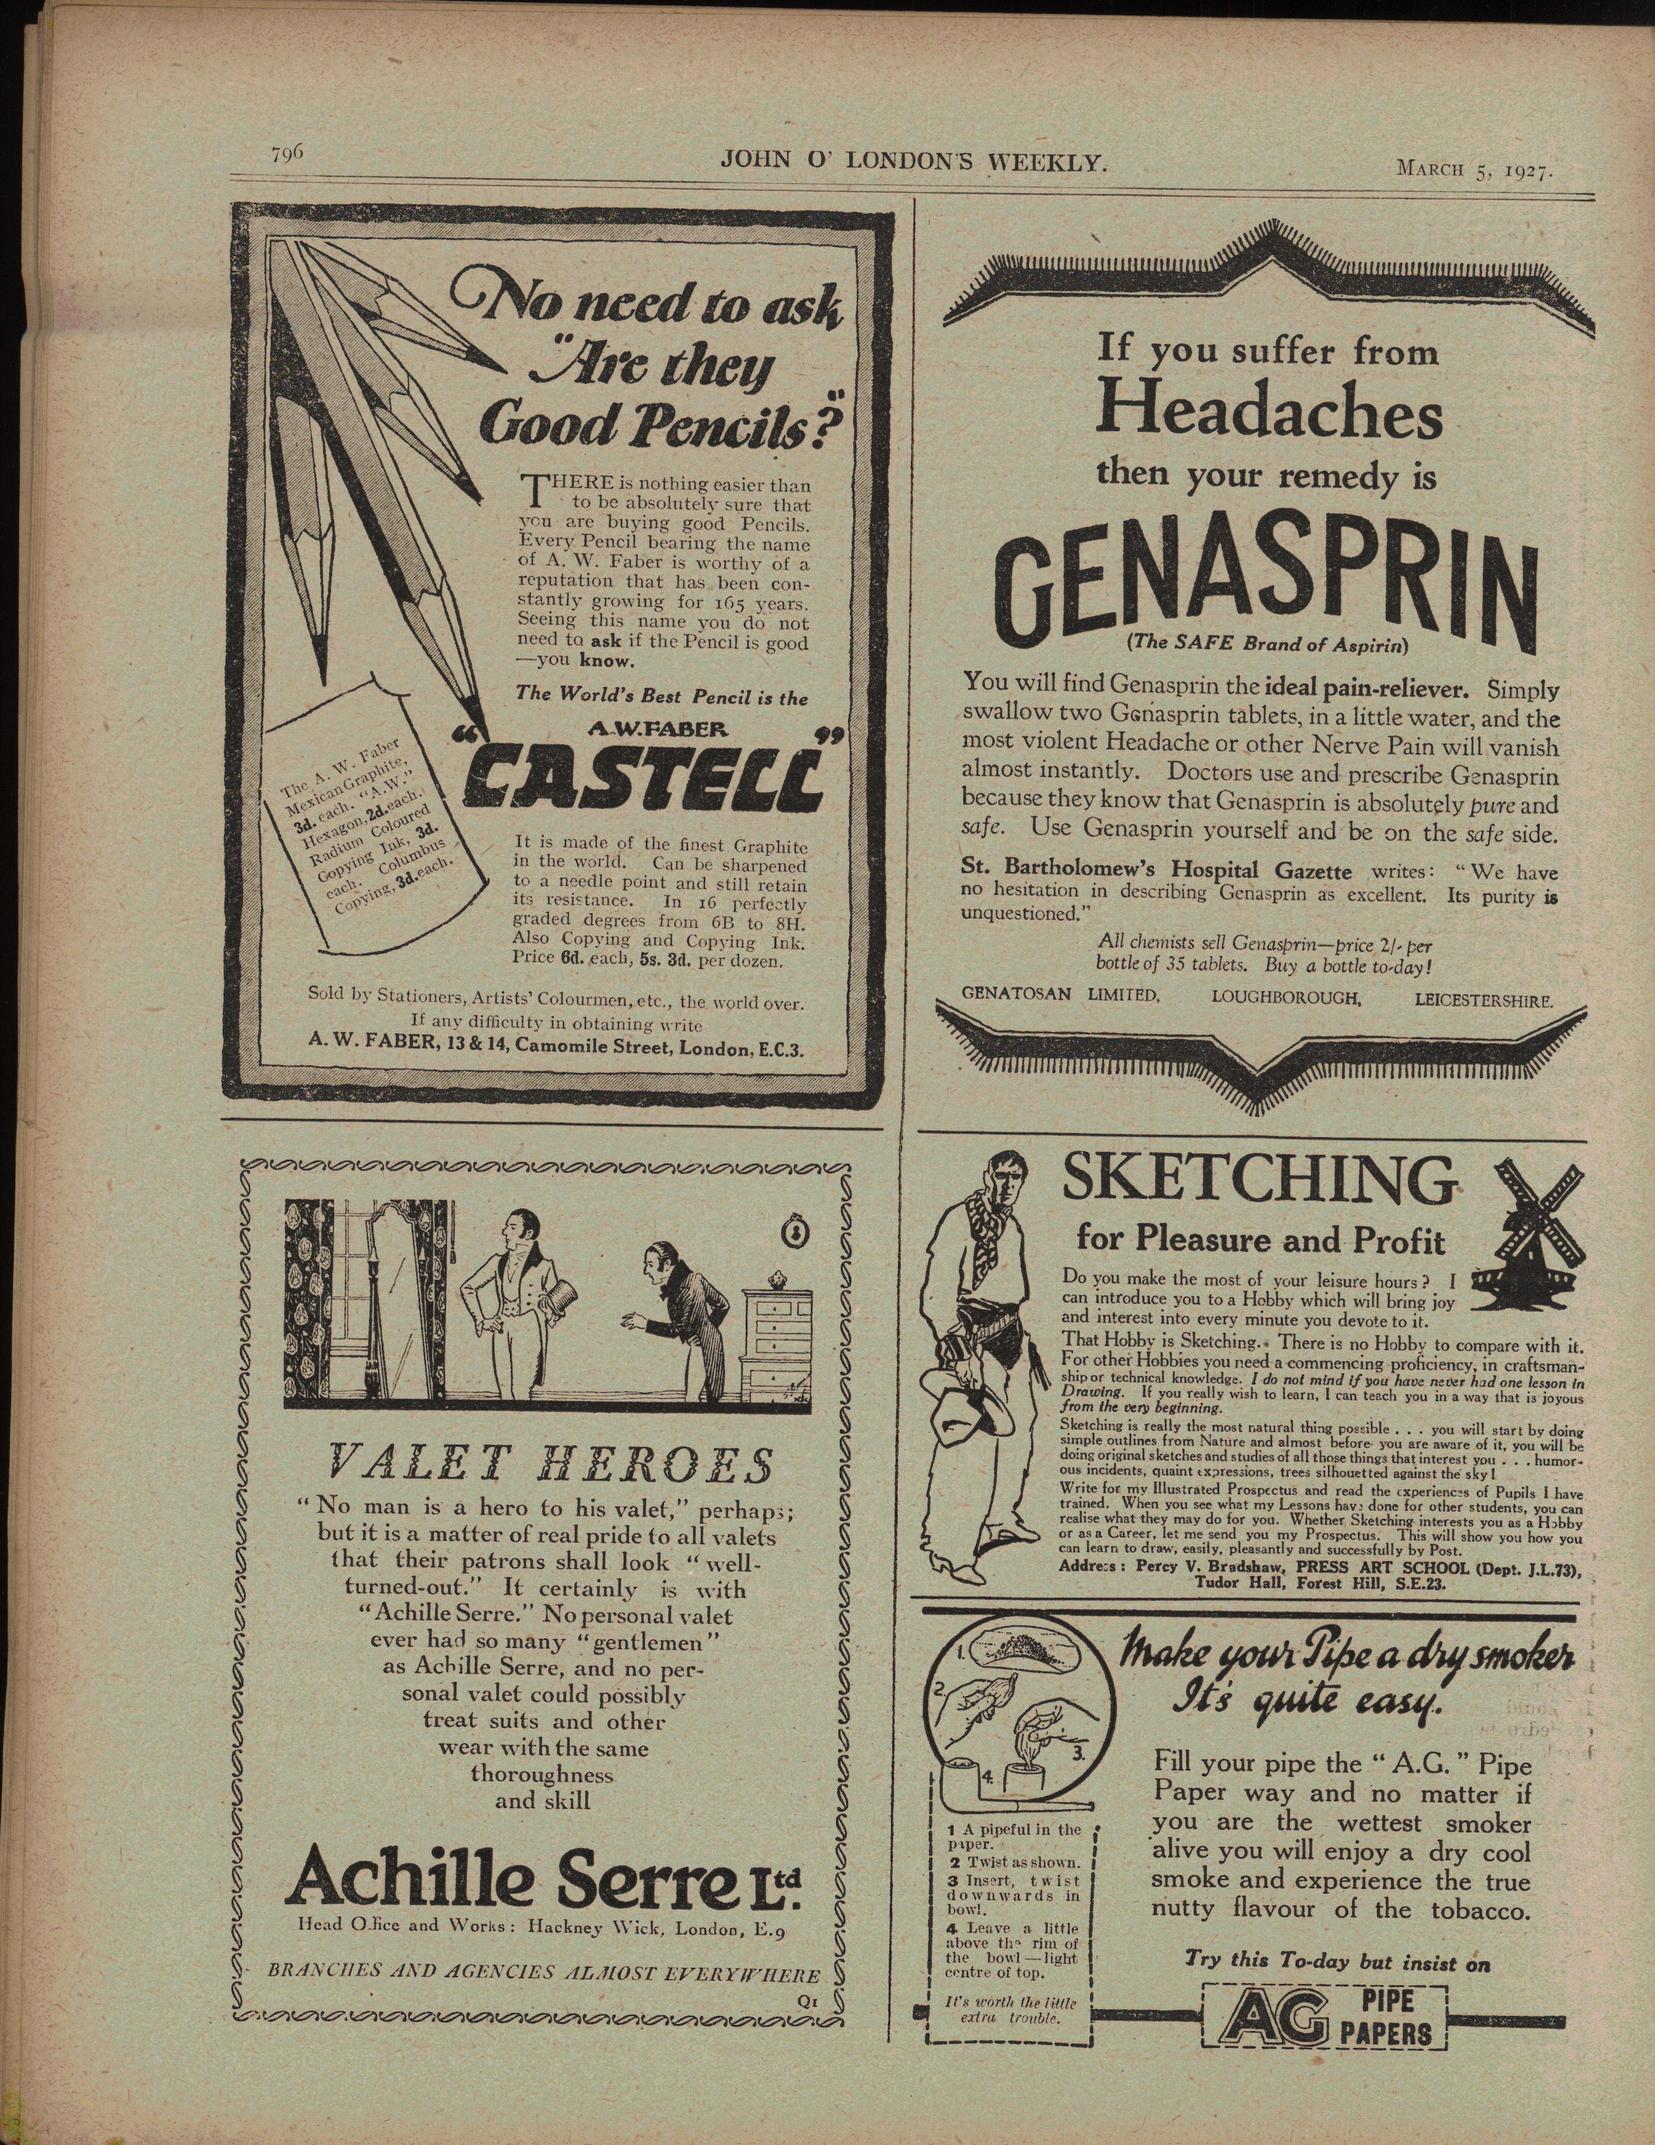 796
JOHN O' LONDON'S WEEKLY.
MARCH 5, 1927.
No need to ask
"Are they
Good Pencils?"
THERE is nothing easier than
to be absolutely sure that
you are buying good Pencils.
Every Pencil bearing the name
of A. W. Faber is worthy of a
reputation that has been con-
stantly growing for 165 years.
Seeing this name you do not
need to ask if the Pencil is good
—you know.
The World's Best Pencil is the
A.W.FABER
"CASTELL"
The A. W. Faber
Mexican Graphite,
3d. each. "A.W."
Hexagon, 2d. each.
Radium Coloured
Copying Ink, 3d.
each. Columbus
Copying, 3d. each.
It is made of the finest Graphite
in the world. Can be sharpened
to a needle point and still retain
its resistance. In 16 perfectly
graded degrees from 6B to 8H.
Also Copying and Copying Ink.
Price 6d. each, 5s. 3d. per dozen.
Sold by Stationers, Artists' Colourmen, etc., the world over.
If any difficulty in obtaining write
A. W. FABER, 13 & 14, Camomile Street, London, E.C.3.
VALET HEROES
"No man is a hero to his valet," perhaps;
but it is a matter of real pride to all valets
that their patrons shall look "well-
turned-out." It certainly is with
"Achille Serre." No personal valet
ever had so many "gentlemen"
as Achille Serre, and no per-
sonal valet could possibly
treat suits and other
wear with the same
thoroughness
and skill
Achille Serre Ltd.
Head Office and Works: Hackney Wick, London, E.9
BRANCHES AND AGENCIES ALMOST EVERYWHERE
Q1
If you suffer from
Headaches
then your remedy is
GENASPRIN
(The SAFE Brand of Aspirin)
You will find Genasprin the ideal pain-reliever. Simply
swallow two Genasprin tablets, in a little water, and the
most violent Headache or other Nerve Pain will vanish
almost instantly. Doctors use and prescribe Genasprin
because they know that Genasprin is absolutely pure and
safe. Use Genasprin yourself and be on the safe side.
St. Bartholomew's Hospital Gazette writes: "We have
no hesitation in describing Genasprin as excellent. Its purity is
unquestioned."
All chemists sell Genasprin—price 2/- per
bottle of 35 tablets. Buy a bottle to-day!
GENATOSAN LIMITED, LOUGHBOROUGH, LEICESTERSHIRE.
SKETCHING
for Pleasure and Profit
Do you make the most of your leisure hours? I
can introduce you to a Hobby which will bring joy
and interest into every minute you devote to it.
That Hobby is Sketching. There is no Hobby to compare with it.
For other Hobbies you need a commencing proficiency, in craftsman-
ship or technical knowledge. I do not mind if you have never had one lesson in
Drawing. If you really wish to learn, I can teach you in a way that is joyous
from the very beginning.
Sketching is really the most natural thing possible . . . you will start by doing
simple outlines from Nature and almost before you are aware of it, you will be
doing original sketches and studies of all those things that interest you . . . humor-
ous incidents, quaint expressions, trees silhouetted against the sky!
Write for my Illustrated Prospectus and read the experiences of Pupils I have
trained. When you see what my Lessons have done for other students, you can
realise what they may do for you. Whether Sketching interests you as a Hobby
or as a Career, let me send you my Prospectus. This will show you how you
can learn to draw, easily, pleasantly and successfully by Post.
Address: Percy V. Bradshaw, PRESS ART SCHOOL (Dept. J.L.73),
Tudor Hall, Forest Hill, S.E.23.
Make your Pipe a dry smoker
It's quite easy.
1.
2.
3.
4.
1 A pipeful in the
paper.
2 Twist as shown.
3 Insert, twist
downwards in
bowl.
4 Leave a little
above the rim of
the bowl—light
centre of top.
It's worth the little
extra trouble.
Fill your pipe the "A.G." Pipe
Paper way and no matter if
you are the wettest smoker
alive you will enjoy a dry cool
smoke and experience the true
nutty flavour of the tobacco.
Try this To-day but insist on
AG PIPE
PAPERS